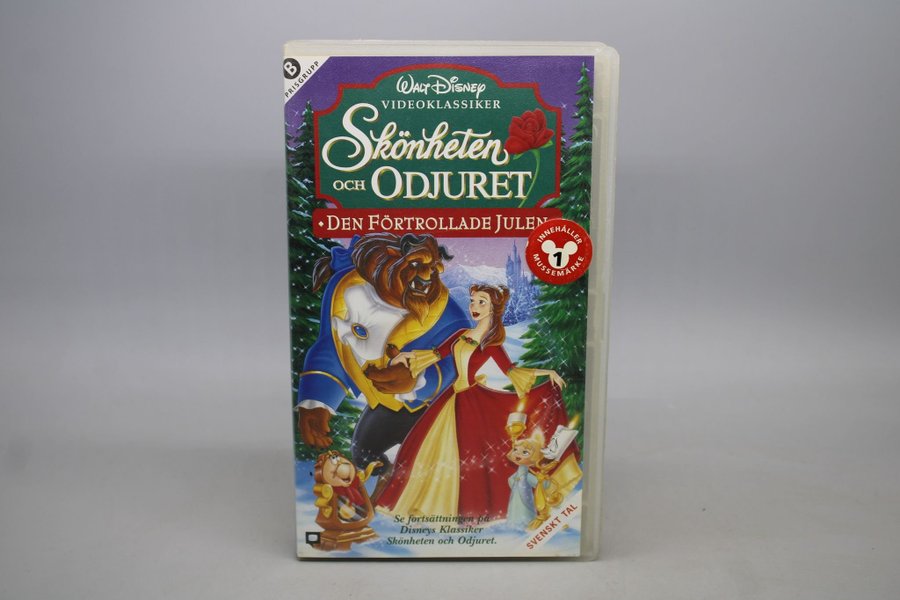 B
PRISGRUPP
WALT DISNEY
VIDEOKLASSIKER
Skönheten
OCH ODJURET
DEN FÖRTROLLADE JULEN
INNEHÅLLER
1
MUSSEMÄRKE
Se fortsättningen på
Disneys Klassiker
Skönheten och Odjuret.
SVENSKT TAL